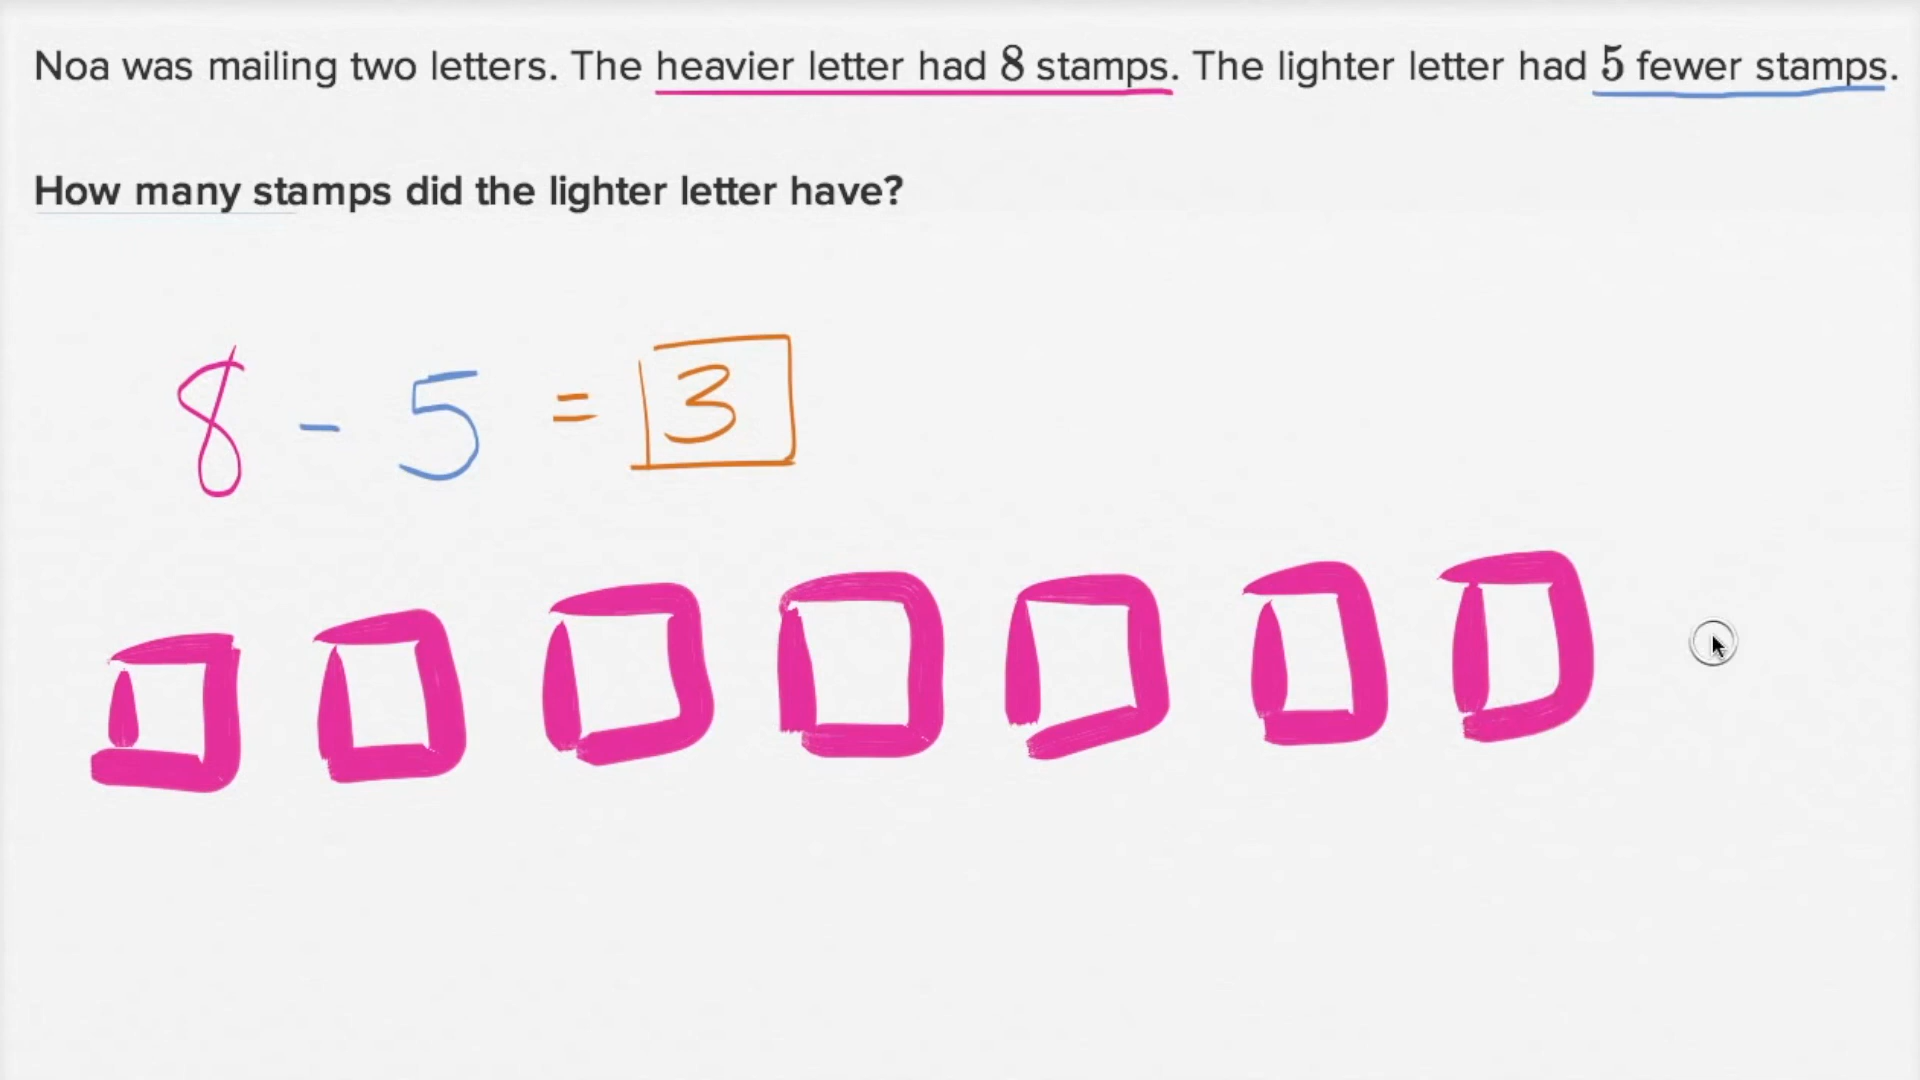 Noa was mailing two letters. The heavier letter had 8 stamps. The lighter letter had 5 fewer stamps.
How many stamps did the lighter letter have?
8 - 5 = 3